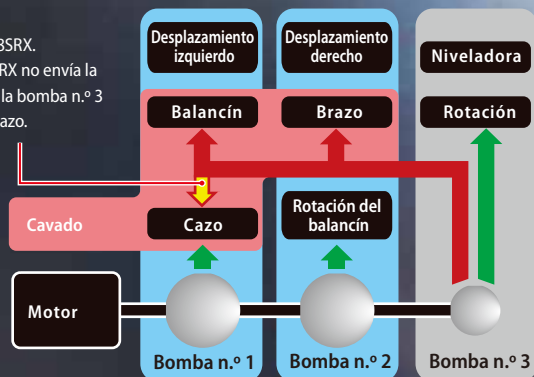 3SRX.
RX no envía la
la bomba n.º 3
azo.
Desplazamiento
izquierdo
Desplazamiento
derecho
Niveladora
Balancín
Brazo
Rotación
Cavado
Cazo
Rotación del
balancín
Motor
Bomba n.º 1
Bomba n.º 2
Bomba n.º 3